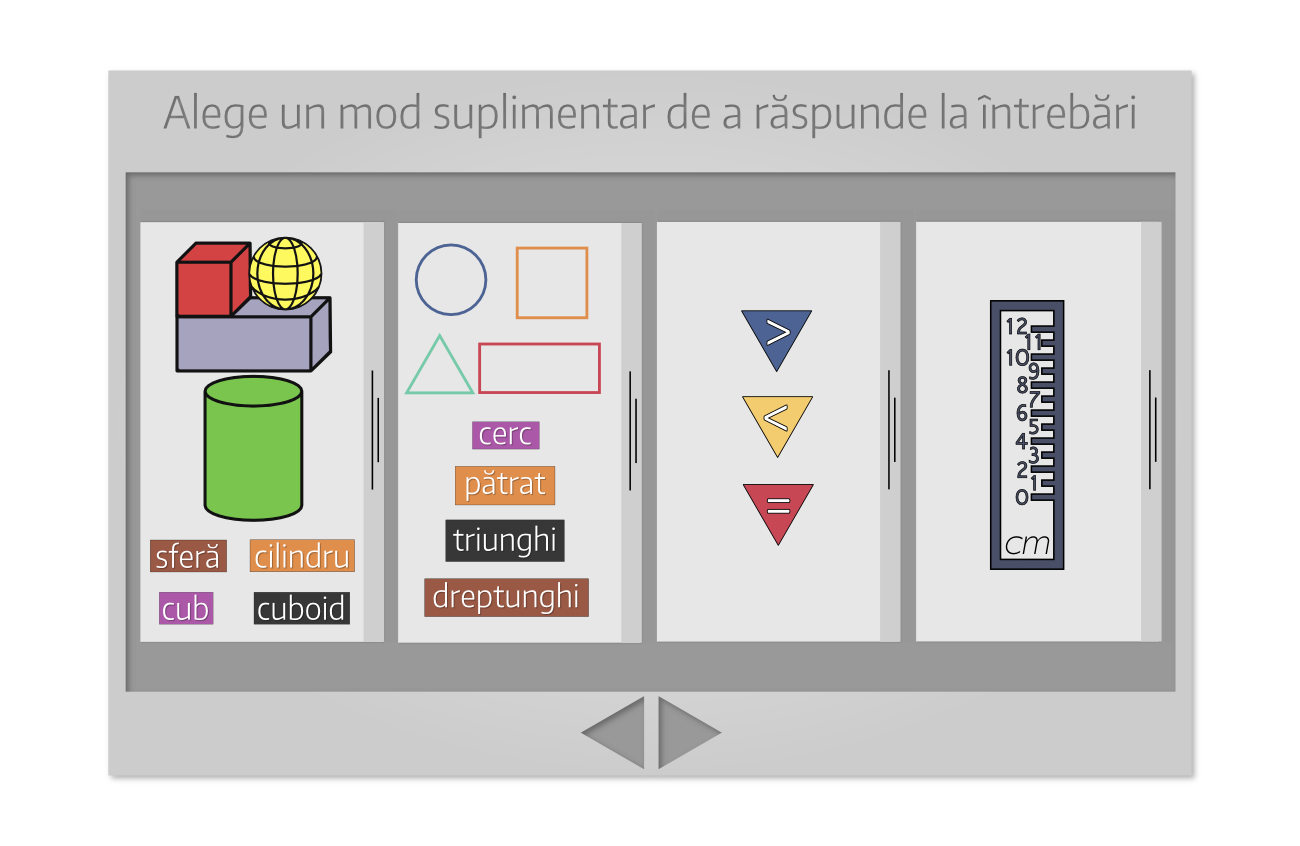 Alege un mod suplimentar de a răspunde la întrebări
sferă
cilindru
cub
cuboid
cerc
pătrat
triunghi
dreptunghi
>
<
=
12
11
10
9
8
7
6
5
4
3
2
1
0
cm